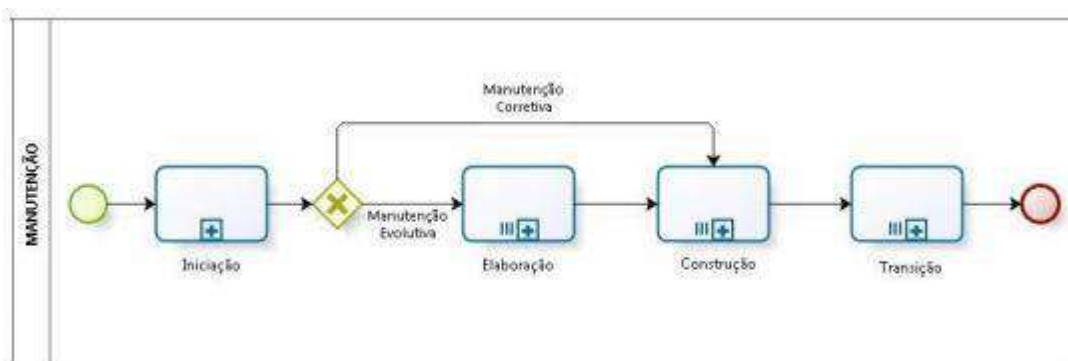 MANUTENÇÃO
Manutenção
Corretiva
Manutenção
Evolutiva
Iniciação
Elaboração
Construção
Transição